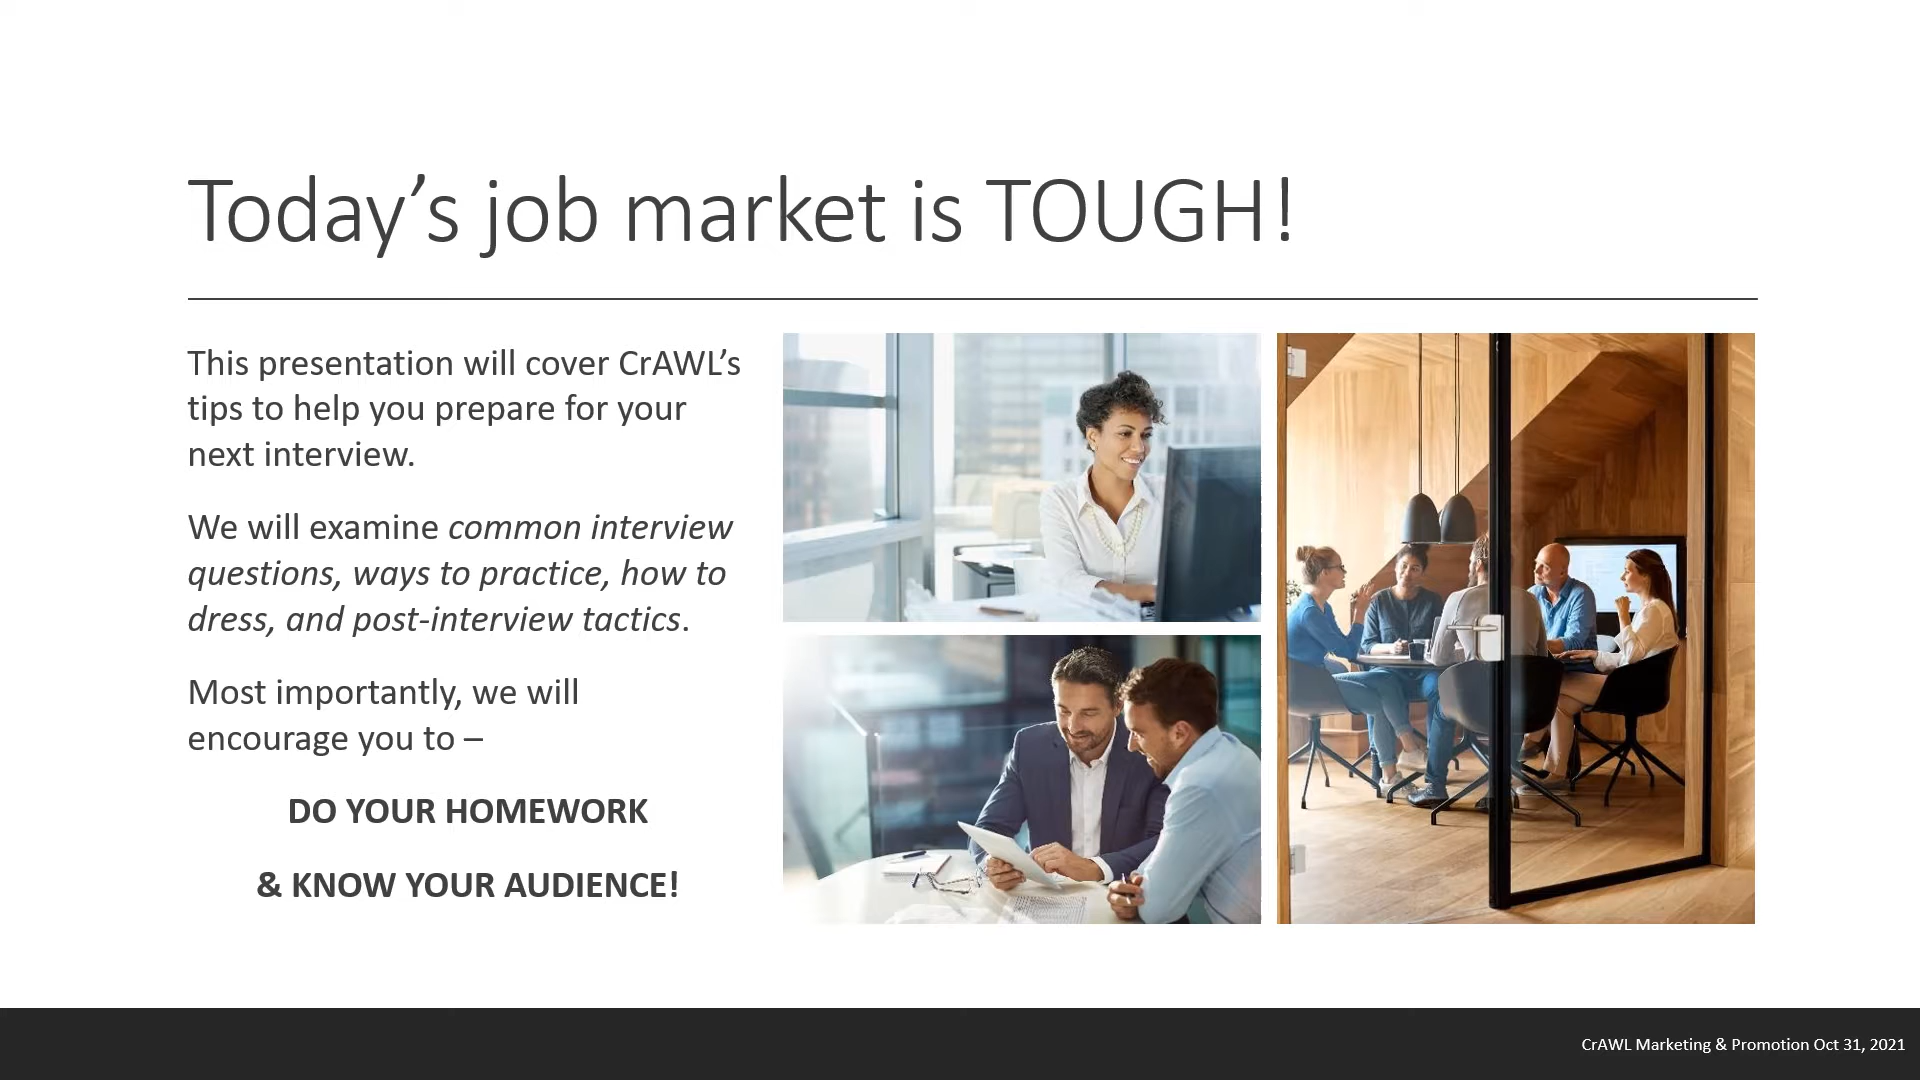 Today’s job market is TOUGH!
This presentation will cover CrAWL’s
tips to help you prepare for your
next interview.
We will examine common interview
questions, ways to practice, how to
dress, and post-interview tactics.
Most importantly, we will
encourage you to –
DO YOUR HOMEWORK
& KNOW YOUR AUDIENCE!
CrAWL Marketing & Promotion Oct 31, 2021